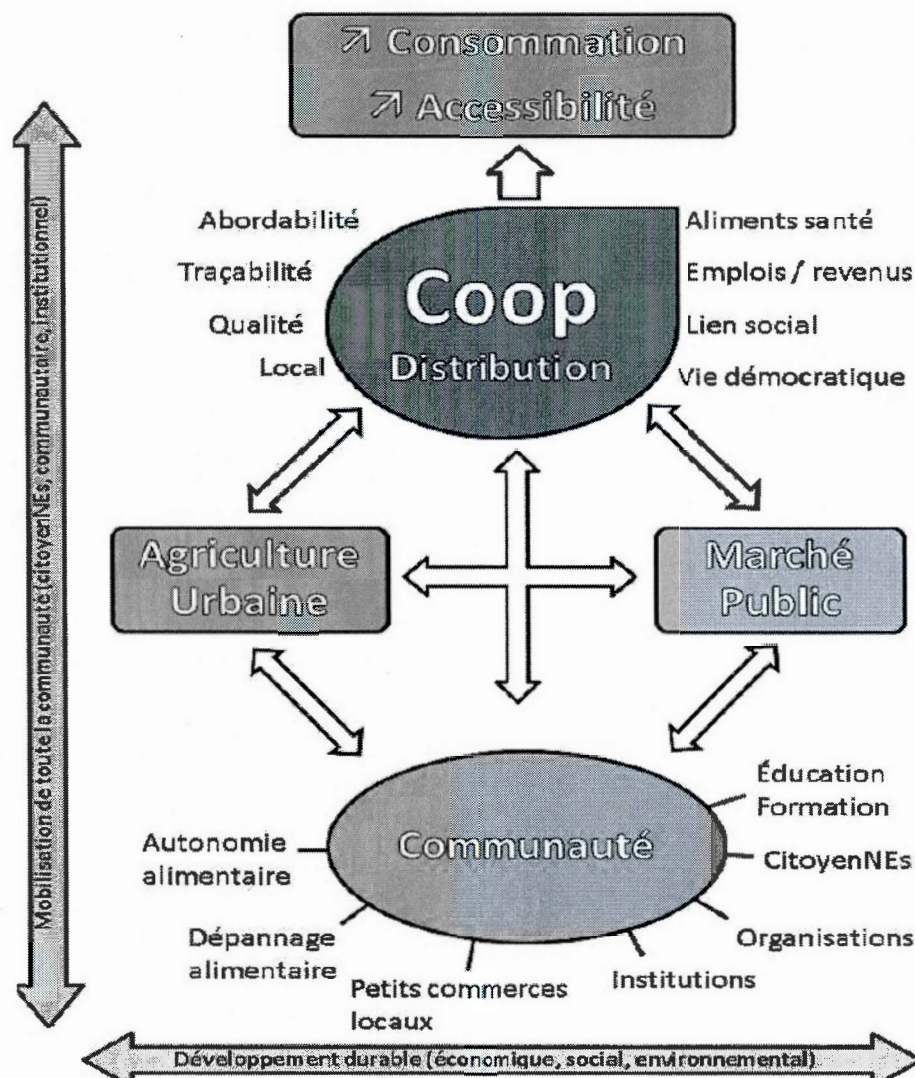 ↗ Consommation
↗ Accessibilité
Mobilisation de toute la communauté (citoyenNEs, communautaire, institutionnel)
Abordabilité
Traçabilité
Qualité
Local
Coop
Distribution
Aliments santé
Emplois / revenus
Lien social
Vie démocratique
Agriculture
Urbaine
Marché
Public
Communauté
Autonomie
alimentaire
Dépannage
alimentaire
Petits commerces
locaux
Institutions
Organisations
CitoyenNEs
Éducation
Formation
Développement durable (économique, social, environnemental)